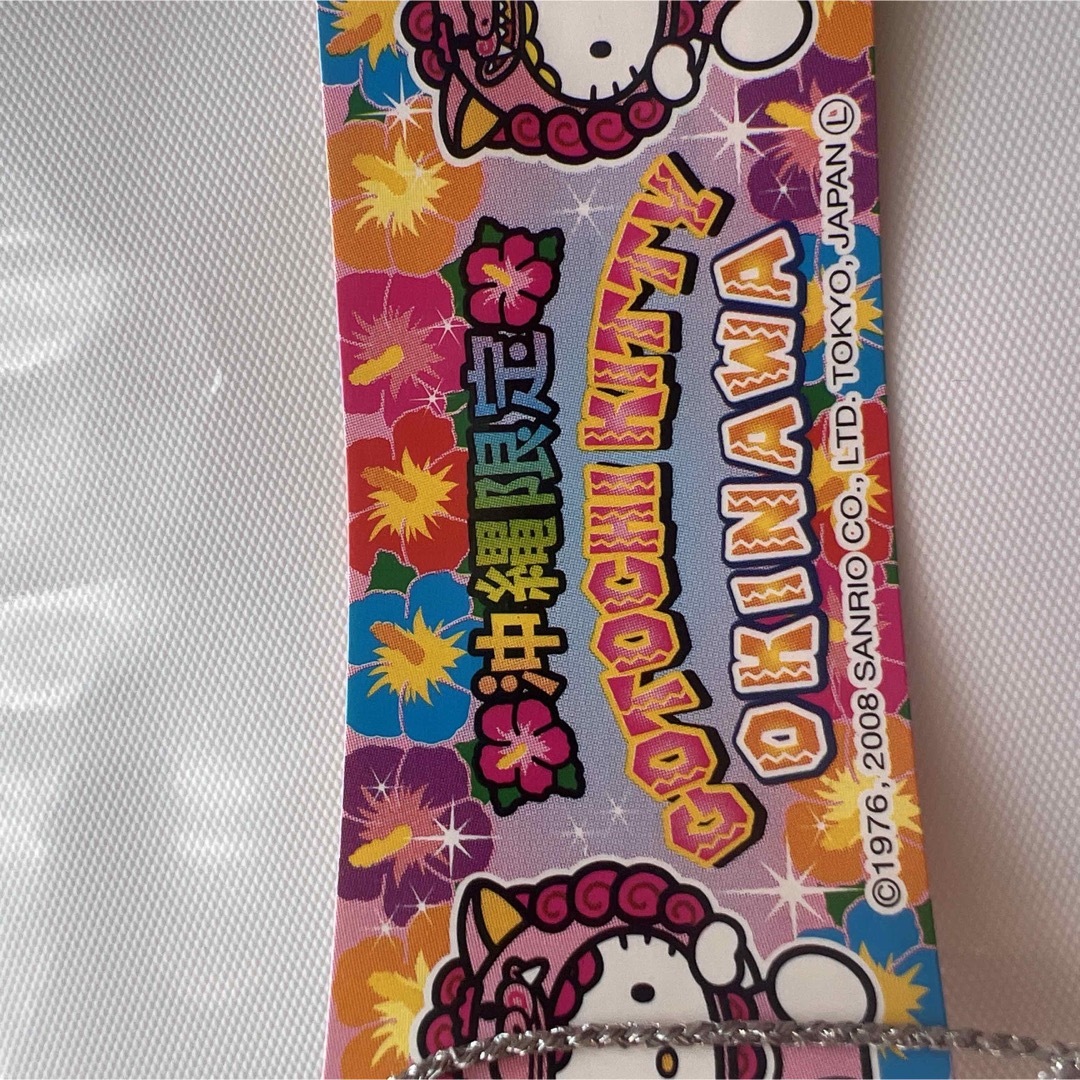 沖縄限定
GOTOCHI KITTY
OKINAWA
©1976, 2008 SANRIO CO., LTD. TOKYO, JAPAN Ⓛ